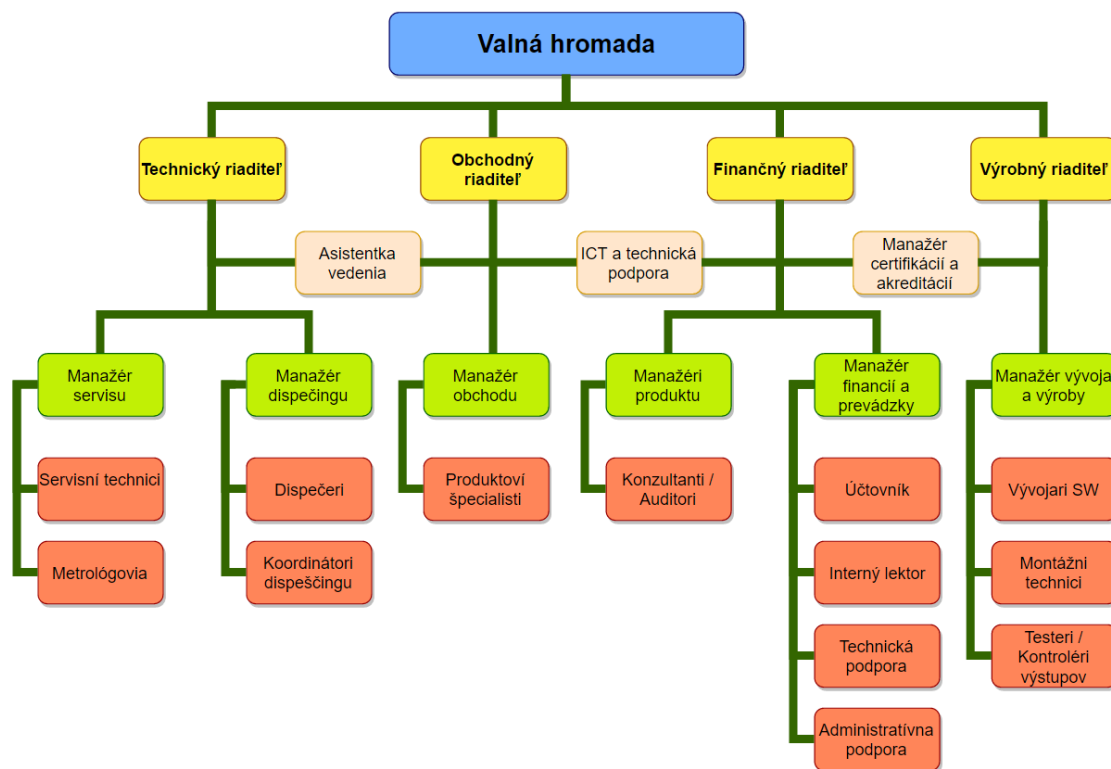 Valná hromada
Technický riaditeľ
Obchodný
riaditeľ
Finančný riaditeľ
Výrobný riaditeľ
Asistentka
vedenia
ICT a technická
podpora
Manažér
certifikácií a
akreditácií
Manažér
servisu
Manažér
dispečingu
Manažér
obchodu
Manažéri
produktu
Manažér
financií a
prevádzky
Manažér vývoja
a výroby
Servisní technici
Dispečeri
Produktoví
špecialisti
Konzultanti /
Auditori
Účtovník
Vývojari SW
Metrológovia
Koordinátori
dispeščingu
Interný lektor
Montážni
technici
Technická
podpora
Testeri /
Kontroléri
výstupov
Administratívna
podpora